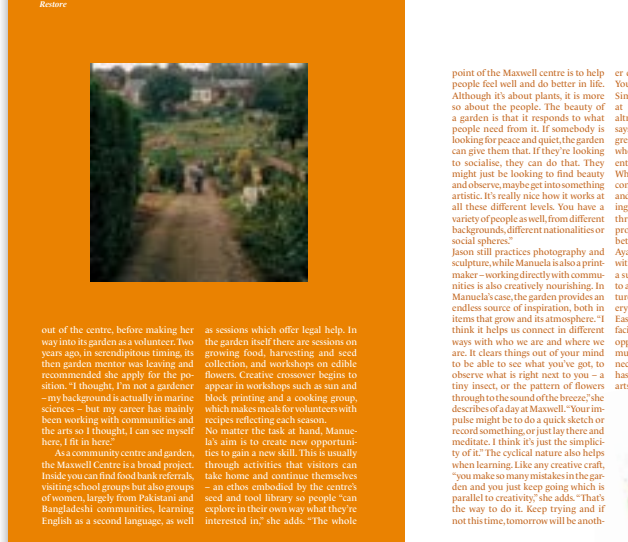 Restore
out of the centre, before making her
way into its garden as a volunteer. Two
years ago, in serendipitous timing, its
then garden mentor was leaving and
recommended she apply for the po-
sition. “I thought, I’m not a gardener
– my background is actually in marine
sciences – but my career has mainly
been working with communities and
the arts so I thought, I can see myself
here, I fit in here.”
As a community centre and garden,
the Maxwell Centre is a broad project.
Inside you can find food bank referrals,
visiting school groups but also groups
of women, largely from Pakistani and
Bangladeshi communities, learning
English as a second language, as well
as sessions which offer legal help. In
the garden itself there are sessions on
growing food, harvesting and seed
collection, and workshops on edible
flowers. Creative crossover begins to
appear in workshops such as sun and
block printing and a cooking group,
which makes meals for volunteers with
recipes reflecting each season.
No matter the task at hand, Manue-
la’s aim is to create new opportuni-
ties to gain a new skill. This is usually
through activities that visitors can
take home and continue themselves
– an ethos embodied by the centre’s
seed and tool library so people “can
explore in their own way what they’re
interested in,” she adds. “The whole
point of the Maxwell centre is to help
people feel well and do better in life.
Although it’s about plants, it is more
so about the people. The beauty of
a garden is that it responds to what
people need from it. If somebody is
looking for peace and quiet, the garden
can give them that. If they’re looking
to socialise, they can do that. They
might just be looking to find beauty
and observe, maybe get into something
artistic. It’s really nice how it works at
all these different levels. You have a
variety of people as well, from different
backgrounds, different nationalities or
social spheres.”
Jason still practices photography and
sculpture, while Manuela is also a print-
maker – working directly with commu-
nities is also creatively nourishing. In
Manuela’s case, the garden provides an
endless source of inspiration, both in
items that grow and its atmosphere. “I
think it helps us connect in different
ways with who we are and where we
are. It clears things out of your mind
to be able to see what you’ve got, to
observe what is right next to you – a
tiny insect, or the pattern of flowers
through to the sound of the breeze,” she
describes of a day at Maxwell. “Your im-
pulse might be to do a quick sketch or
record something, or just lay there and
meditate. I think it’s just the simplici-
ty of it.” The cyclical nature also helps
when learning. Like any creative craft,
“you make so many mistakes in the gar-
den and you just keep going which is
parallel to creativity,” she adds. “That’s
the way to do it. Keep trying and if
not this time, tomorrow will be anoth-